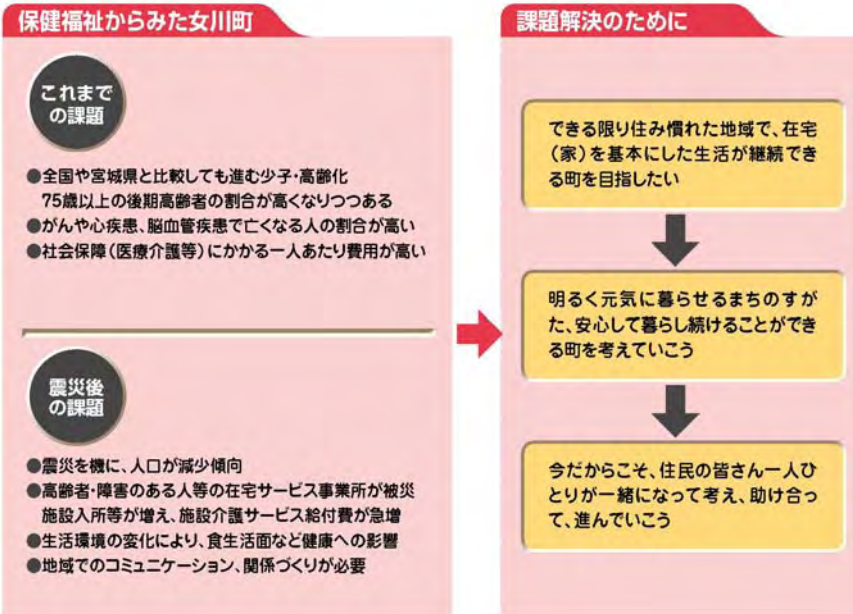 保健福祉からみた女川町
これまで
の課題
●全国や宮城県と比較しても進む少子・高齢化
75歳以上の後期高齢者の割合が高くなりつつある
●がんや心疾患、脳血管疾患で亡くなる人の割合が高い
●社会保障(医療介護等)にかかる一人あたり費用が高い
震災後
の課題
●震災を機に、人口が減少傾向
●高齢者・障害のある人等の在宅サービス事業所が被災
施設入所等が増え、施設介護サービス給付費が急増
●生活環境の変化により、食生活面など健康への影響
●地域でのコミュニケーション、関係づくりが必要
課題解決のために
できる限り住み慣れた地域で、在宅
(家)を基本にした生活が継続でき
る町を目指したい
明るく元気に暮らせるまちのすが
た、安心して暮らし続けることができ
る町を考えていこう
今だからこそ、住民の皆さん一人ひ
とりが一緒になって考え、助け合っ
て、進んでいこう